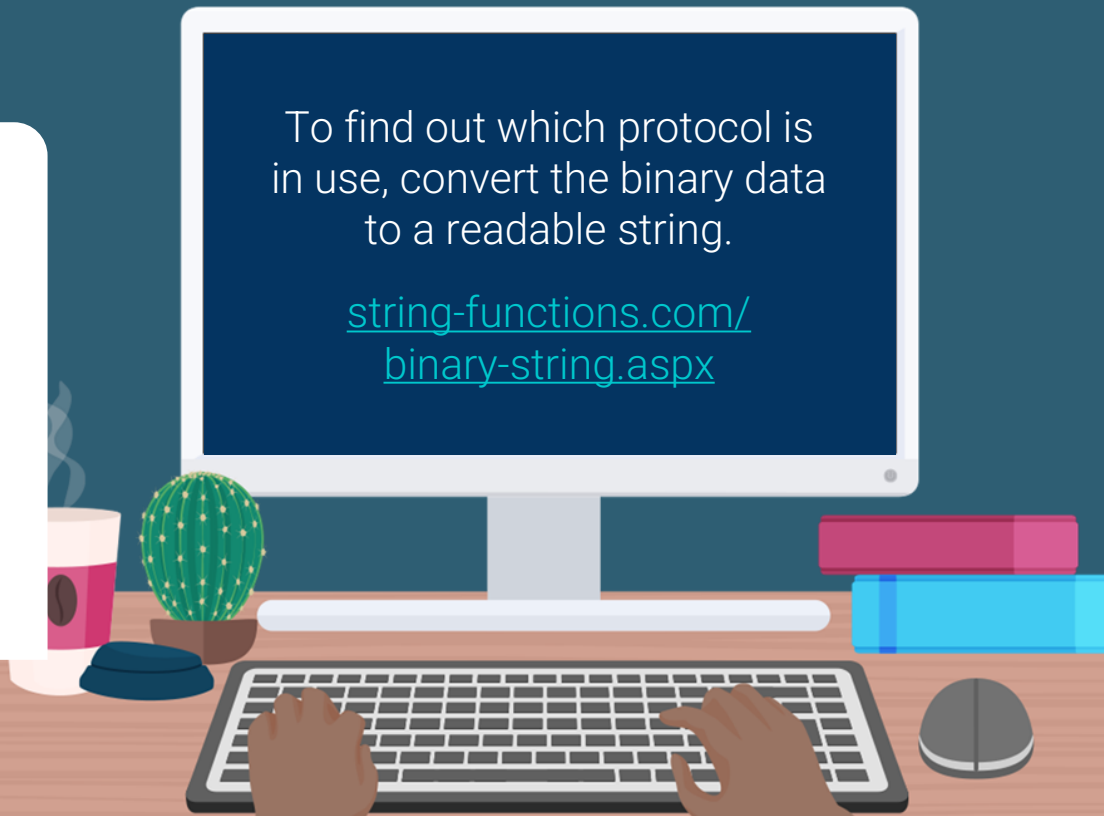 To find out which protocol is
in use, convert the binary data
to a readable string.
string-functions.com/
binary-string.aspx